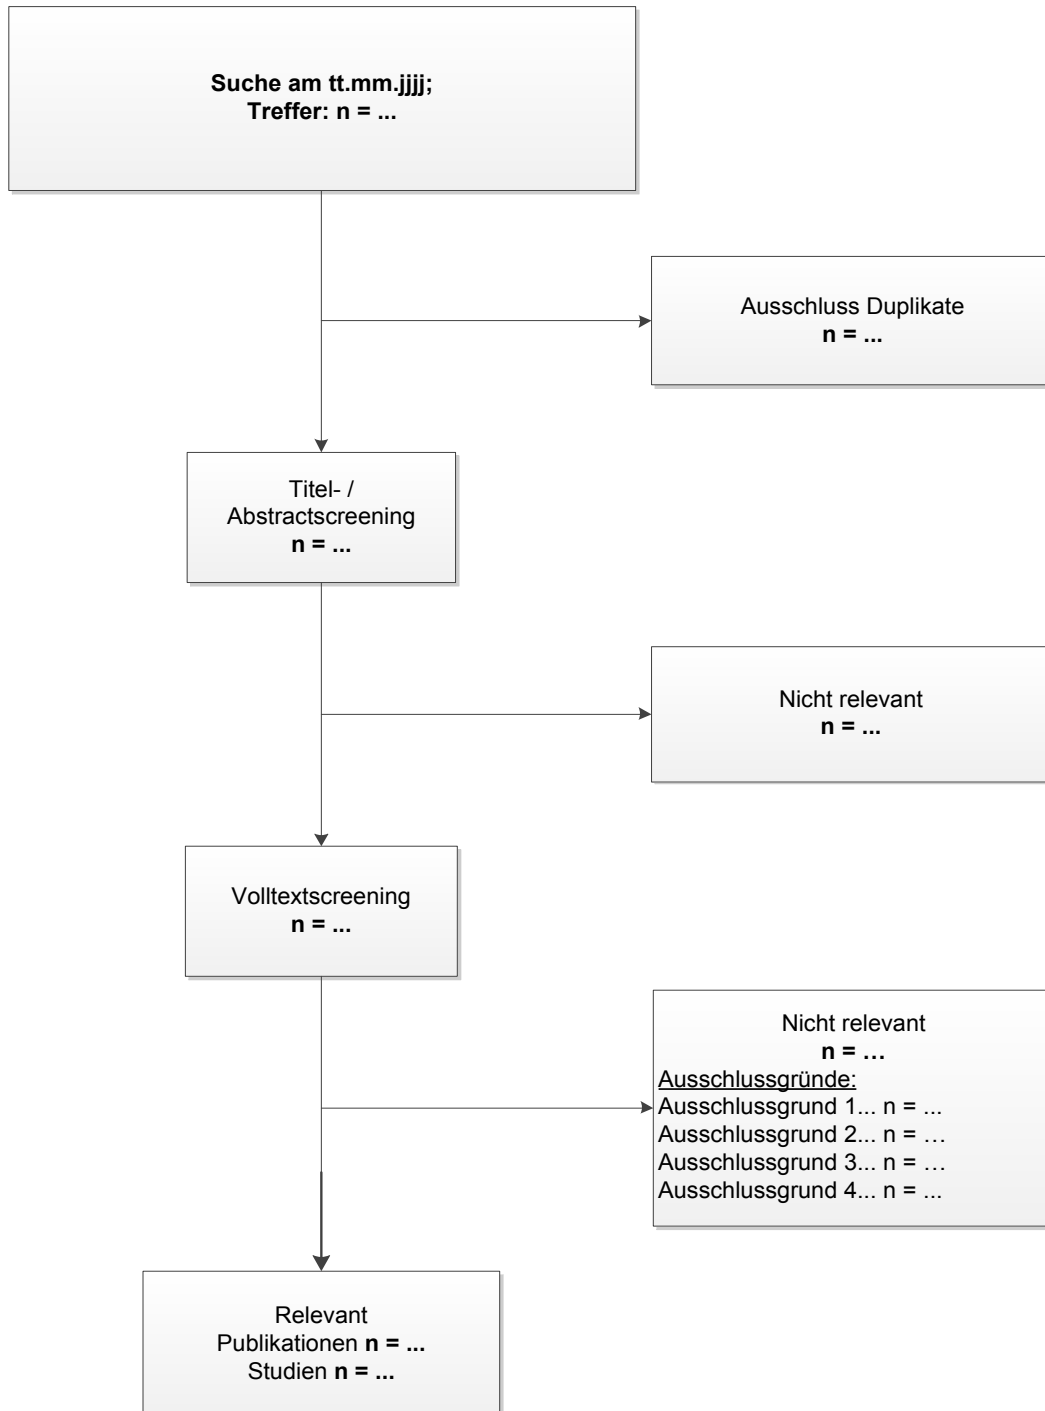 Suche am tt.mm.jjjj;
Treffer: n = ...
Ausschluss Duplikate
n = ...
Titel- /
Abstractscreening
n = ...
Nicht relevant
n = ...
Volltextscreening
n = ...
Nicht relevant
n = …
Ausschlussgründe:
Ausschlussgrund 1... n = ...
Ausschlussgrund 2... n = …
Ausschlussgrund 3... n = …
Ausschlussgrund 4... n = ...
Relevant
Publikationen n = ...
Studien n = ...